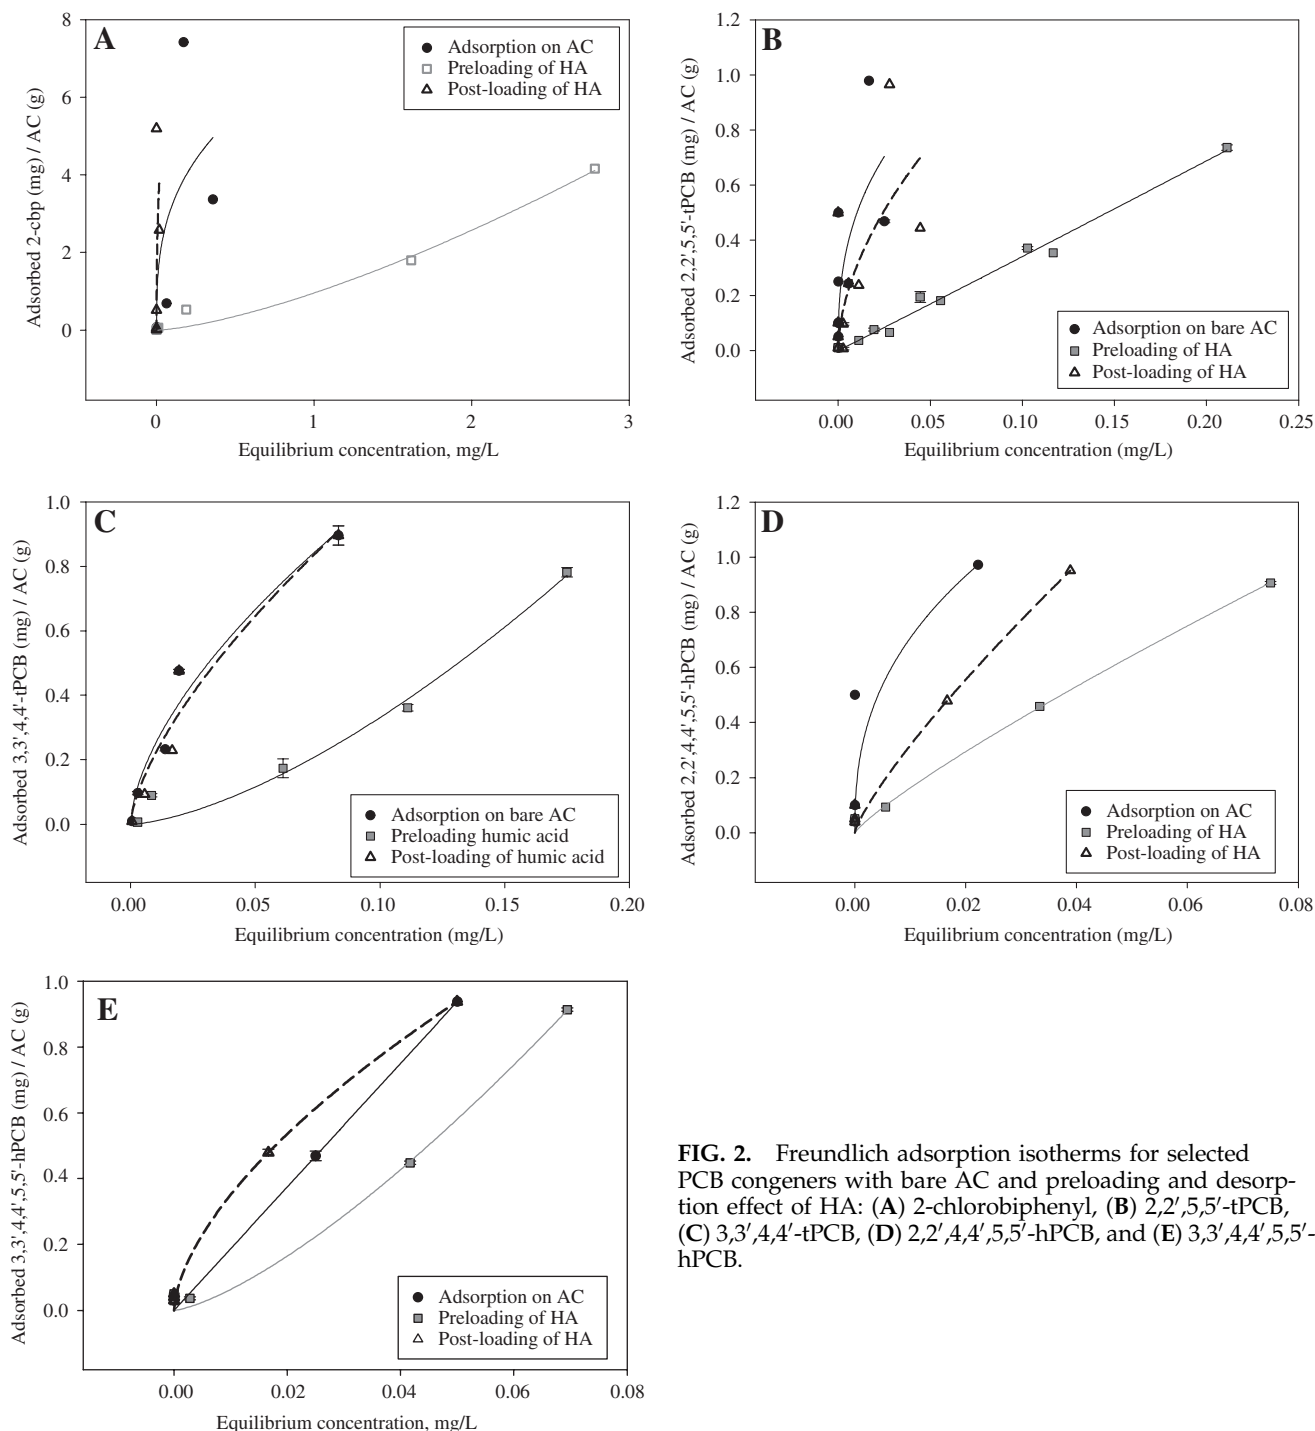 A
Adsorbed 2-cbp (mg) / AC (g)
8
6
4
2
0
0
1
2
3
Equilibrium concentration, mg/L
Adsorption on AC
Preloading of HA
Post-loading of HA
B
Adsorbed 2,2',5,5'-tPCB (mg) / AC (g)
1.2
1.0
0.8
0.6
0.4
0.2
0.0
0.00
0.05
0.10
0.15
0.20
0.25
Equilibrium concentration (mg/L)
Adsorption on bare AC
Preloading of HA
Post-loading of HA
C
Adsorbed 3,3',4,4'-tPCB (mg) / AC (g)
1.0
0.8
0.6
0.4
0.2
0.0
0.00
0.05
0.10
0.15
0.20
Equilibrium concentration (mg/L)
Adsorption on bare AC
Preloading humic acid
Post-loading of humic acid
D
Adsorbed 2,2',4,4',5,5'-hPCB (mg) / AC (g)
1.2
1.0
0.8
0.6
0.4
0.2
0.0
0.00
0.02
0.04
0.06
0.08
Equilibrium concentration (mg/L)
Adsorption on AC
Preloading of HA
Post-loading of HA
E
Adsorbed 3,3',4,4',5,5'-hPCB (mg) / AC (g)
1.0
0.8
0.6
0.4
0.2
0.0
0.00
0.02
0.04
0.06
0.08
Equilibrium concentration, mg/L
Adsorption on AC
Preloading of HA
Post-loading of HA
FIG. 2. Freundlich adsorption isotherms for selected
PCB congeners with bare AC and preloading and desorp-
tion effect of HA: (A) 2-chlorobiphenyl, (B) 2,2′,5,5′-tPCB,
(C) 3,3′,4,4′-tPCB, (D) 2,2′,4,4′,5,5′-hPCB, and (E) 3,3′,4,4′,5,5′-
hPCB.